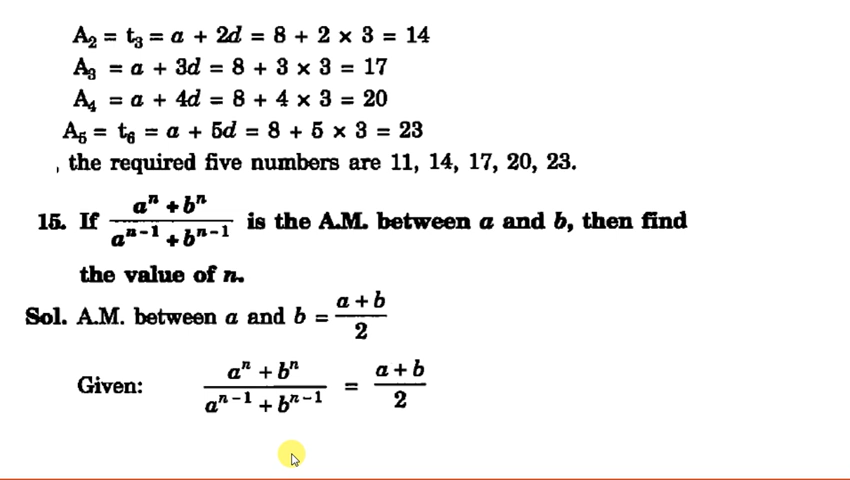 A₂ = t₃ = a + 2d = 8 + 2 × 3 = 14
A₃ = a + 3d = 8 + 3 × 3 = 17
A₄ = a + 4d = 8 + 4 × 3 = 20
A₅ = t₆ = a + 5d = 8 + 5 × 3 = 23
, the required five numbers are 11, 14, 17, 20, 23.
15. If (aⁿ + bⁿ)/(aⁿ⁻¹ + bⁿ⁻¹) is the A.M. between a and b, then find
the value of n.
Sol. A.M. between a and b = (a + b)/2
Given: (aⁿ + bⁿ)/(aⁿ⁻¹ + bⁿ⁻¹) = (a + b)/2